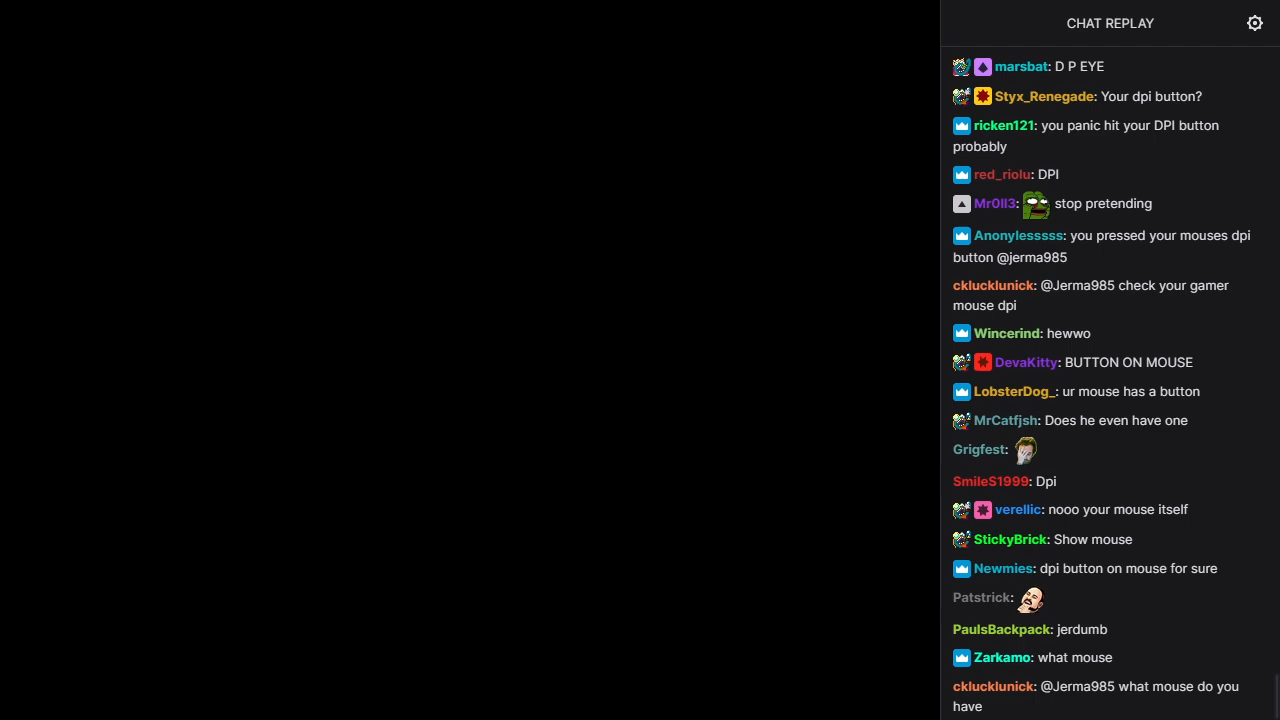 CHAT REPLAY
marsbat: D P EYE
Styx_Renegade: Your dpi button?
ricken121: you panic hit your DPI button
probably
red_riolu: DPI
Mr0ll3: stop pretending
Anonylesssss: you pressed your mouses dpi
button @jerma985
cklucklunick: @Jerma985 check your gamer
mouse dpi
Wincerind: hewwo
DevaKitty: BUTTON ON MOUSE
LobsterDog_: ur mouse has a button
MrCatfjsh: Does he even have one
Grigfest:
SmileS1999: Dpi
verellic: nooo your mouse itself
StickyBrick: Show mouse
Newmies: dpi button on mouse for sure
Patstrick:
PaulsBackpack: jerdumb
Zarkamo: what mouse
cklucklunick: @Jerma985 what mouse do you
have